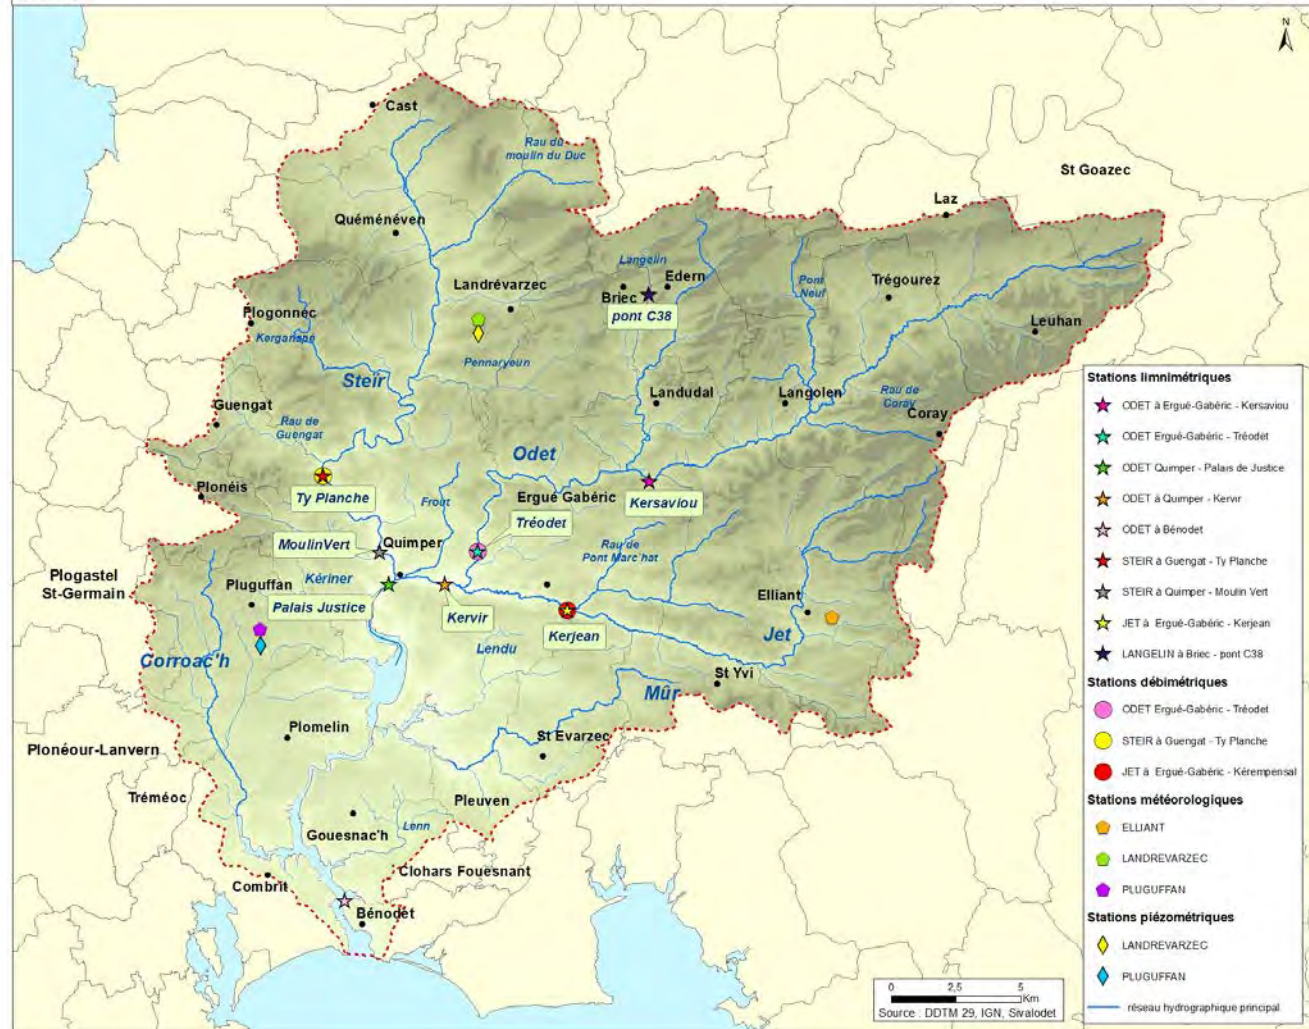 N
Cast
Rau du
moulin du Duc
St Goazec
Laz
Quéménéven
Langelin
Edern
Pont
Neuf
Trégourez
Landrévarzec
Briec
pont C38
Plogonnec
Leuhan
Pennaryeun
Steïr
Landudal
Langolen
Rau de
Coray
Guengat
Coray
Rau de
Guengat
Odet
Plonéis
Ty Planche
Frout
Ergué Gabéric
Kersaviou
Tréodet
MoulinVert
Quimper
Rau de
Pont Marc'hat
Plogastel
St-Germain
Kériner
Pluguffan
Palais Justice
Kervir
Elliant
Kerjean
Jet
Corroac'h
Lendu
St Yvi
Mûr
Plomelin
St Evarzec
Plonéour-Lanvern
Tréméoc
Pleuven
Gouesnac'h
Lenn
Clohars Fouesnant
Combrit
Bénodet
Stations limnimétriques
ODET à Ergué-Gabéric - Kersaviou
ODET Ergué-Gabéric - Tréodet
ODET Quimper - Palais de Justice
ODET à Quimper - Kervir
ODET à Bénodet
STEIR à Guengat - Ty Planche
STEIR à Quimper - Moulin Vert
JET à Ergué-Gabéric - Kerjean
LANGELIN à Briec - pont C38
Stations débimétriques
ODET Ergué-Gabéric - Tréodet
STEIR à Guengat - Ty Planche
JET à Ergué-Gabéric - Kérempensal
Stations météorologiques
ELLIANT
LANDREVARZEC
PLUGUFFAN
Stations piézométriques
LANDREVARZEC
PLUGUFFAN
réseau hydrographique principal
0 2,5 5
Km
Source : DDTM 29, IGN, Sivalodet